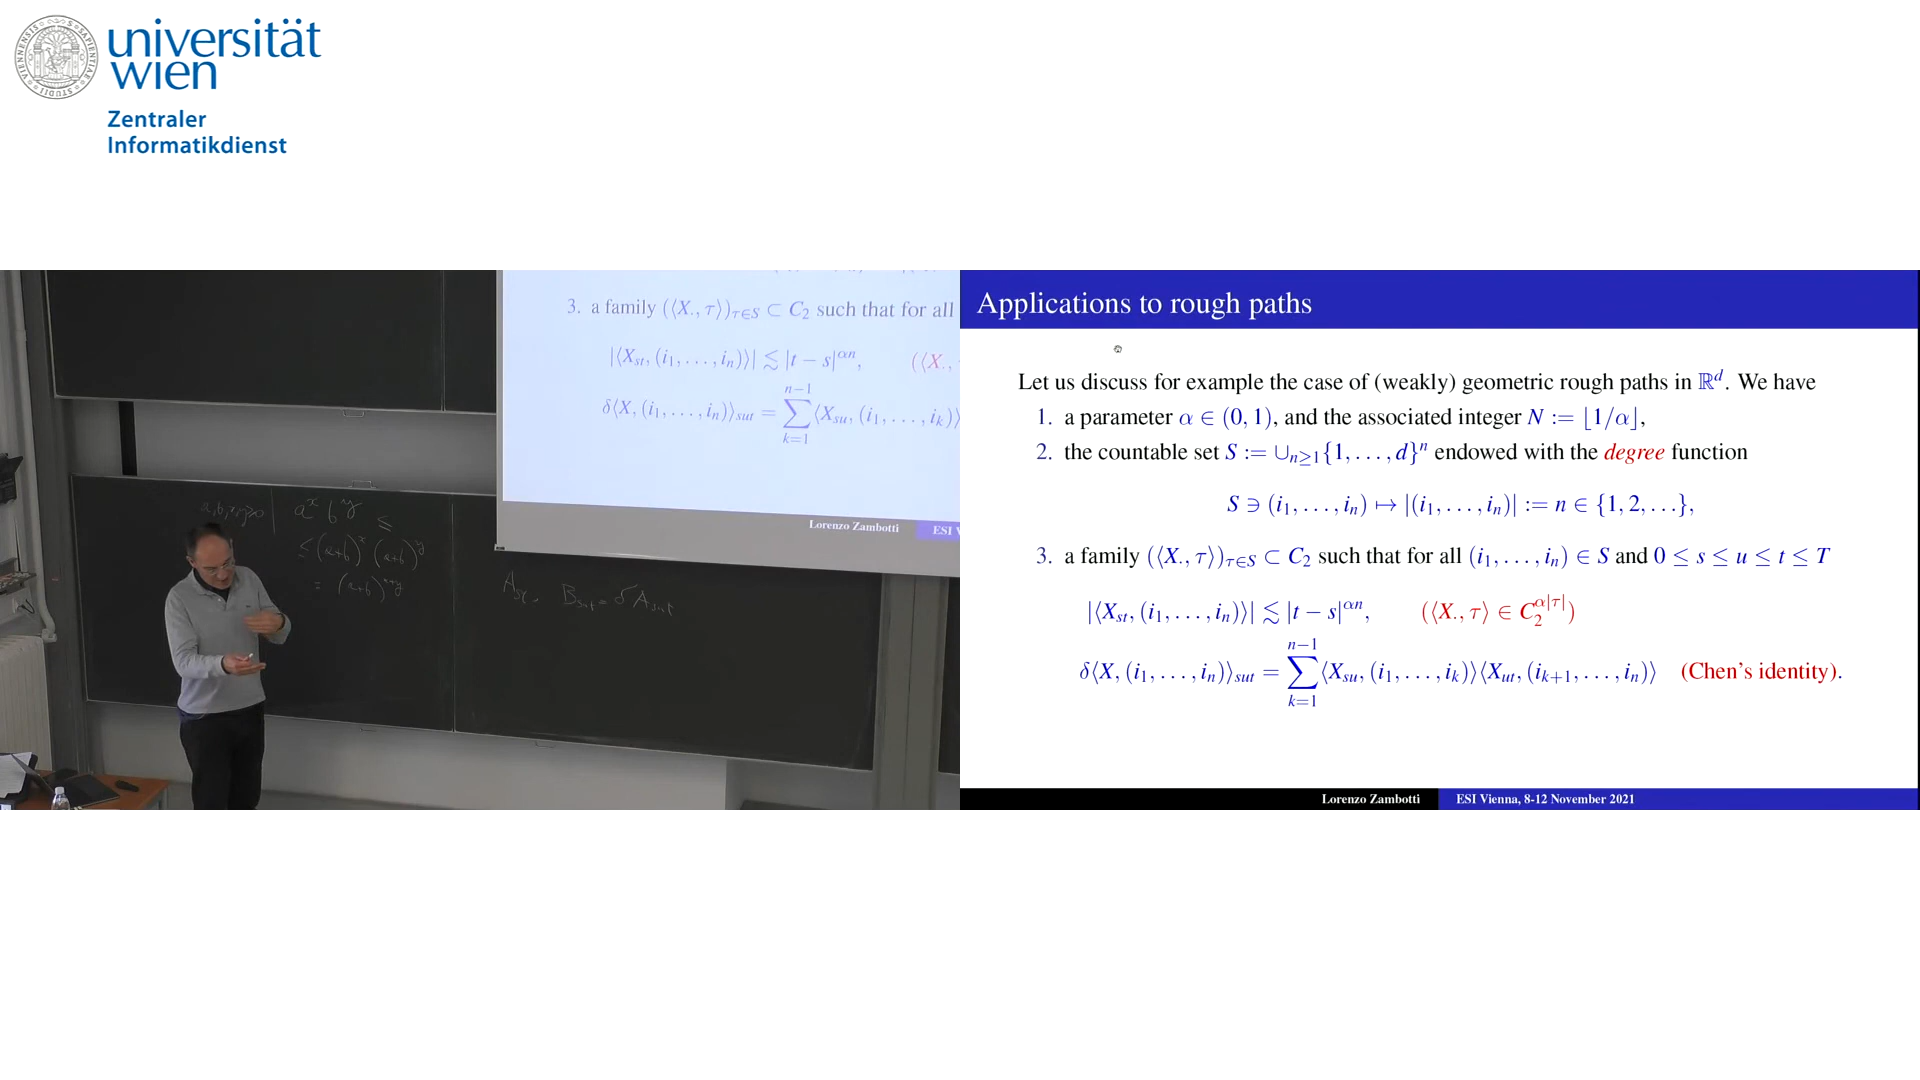 universität
wien
Zentraler
Informatikdienst
3. a family (⟨X., τ⟩)τ∈S ⊂ C₂ such that for all
|⟨Xst, (i₁, . . . , iₙ)⟩| ≲ |t − s|^{αn}, (⟨X.,
δ⟨X, (i₁, . . . , iₙ)⟩sut = ∑_{k=1}^{n−1} ⟨Xsu, (i₁, . . . , iₖ)⟩
Lorenzo Zambotti ESI
a^x b^y ≤
≤ (a+b)^x (a+b)^y
= (a+b)^{x+y}
Ast, Bsut = δAsut
Applications to rough paths
Let us discuss for example the case of (weakly) geometric rough paths in ℝ^d. We have
1. a parameter α ∈ (0, 1), and the associated integer N := ⌊1/α⌋,
2. the countable set S := ∪_{n≥1}{1, . . . , d}^n endowed with the degree function
S ∋ (i₁, . . . , iₙ) ↦ |(i₁, . . . , iₙ)| := n ∈ {1, 2, . . .},
3. a family (⟨X., τ⟩)τ∈S ⊂ C₂ such that for all (i₁, . . . , iₙ) ∈ S and 0 ≤ s ≤ u ≤ t ≤ T
|⟨Xst, (i₁, . . . , iₙ)⟩| ≲ |t − s|^{αn}, (⟨X., τ⟩ ∈ C₂^{α|τ|})
δ⟨X, (i₁, . . . , iₙ)⟩sut = ∑_{k=1}^{n−1} ⟨Xsu, (i₁, . . . , iₖ)⟩⟨Xut, (iₖ₊₁, . . . , iₙ)⟩ (Chen's identity).
Lorenzo Zambotti ESI Vienna, 8-12 November 2021